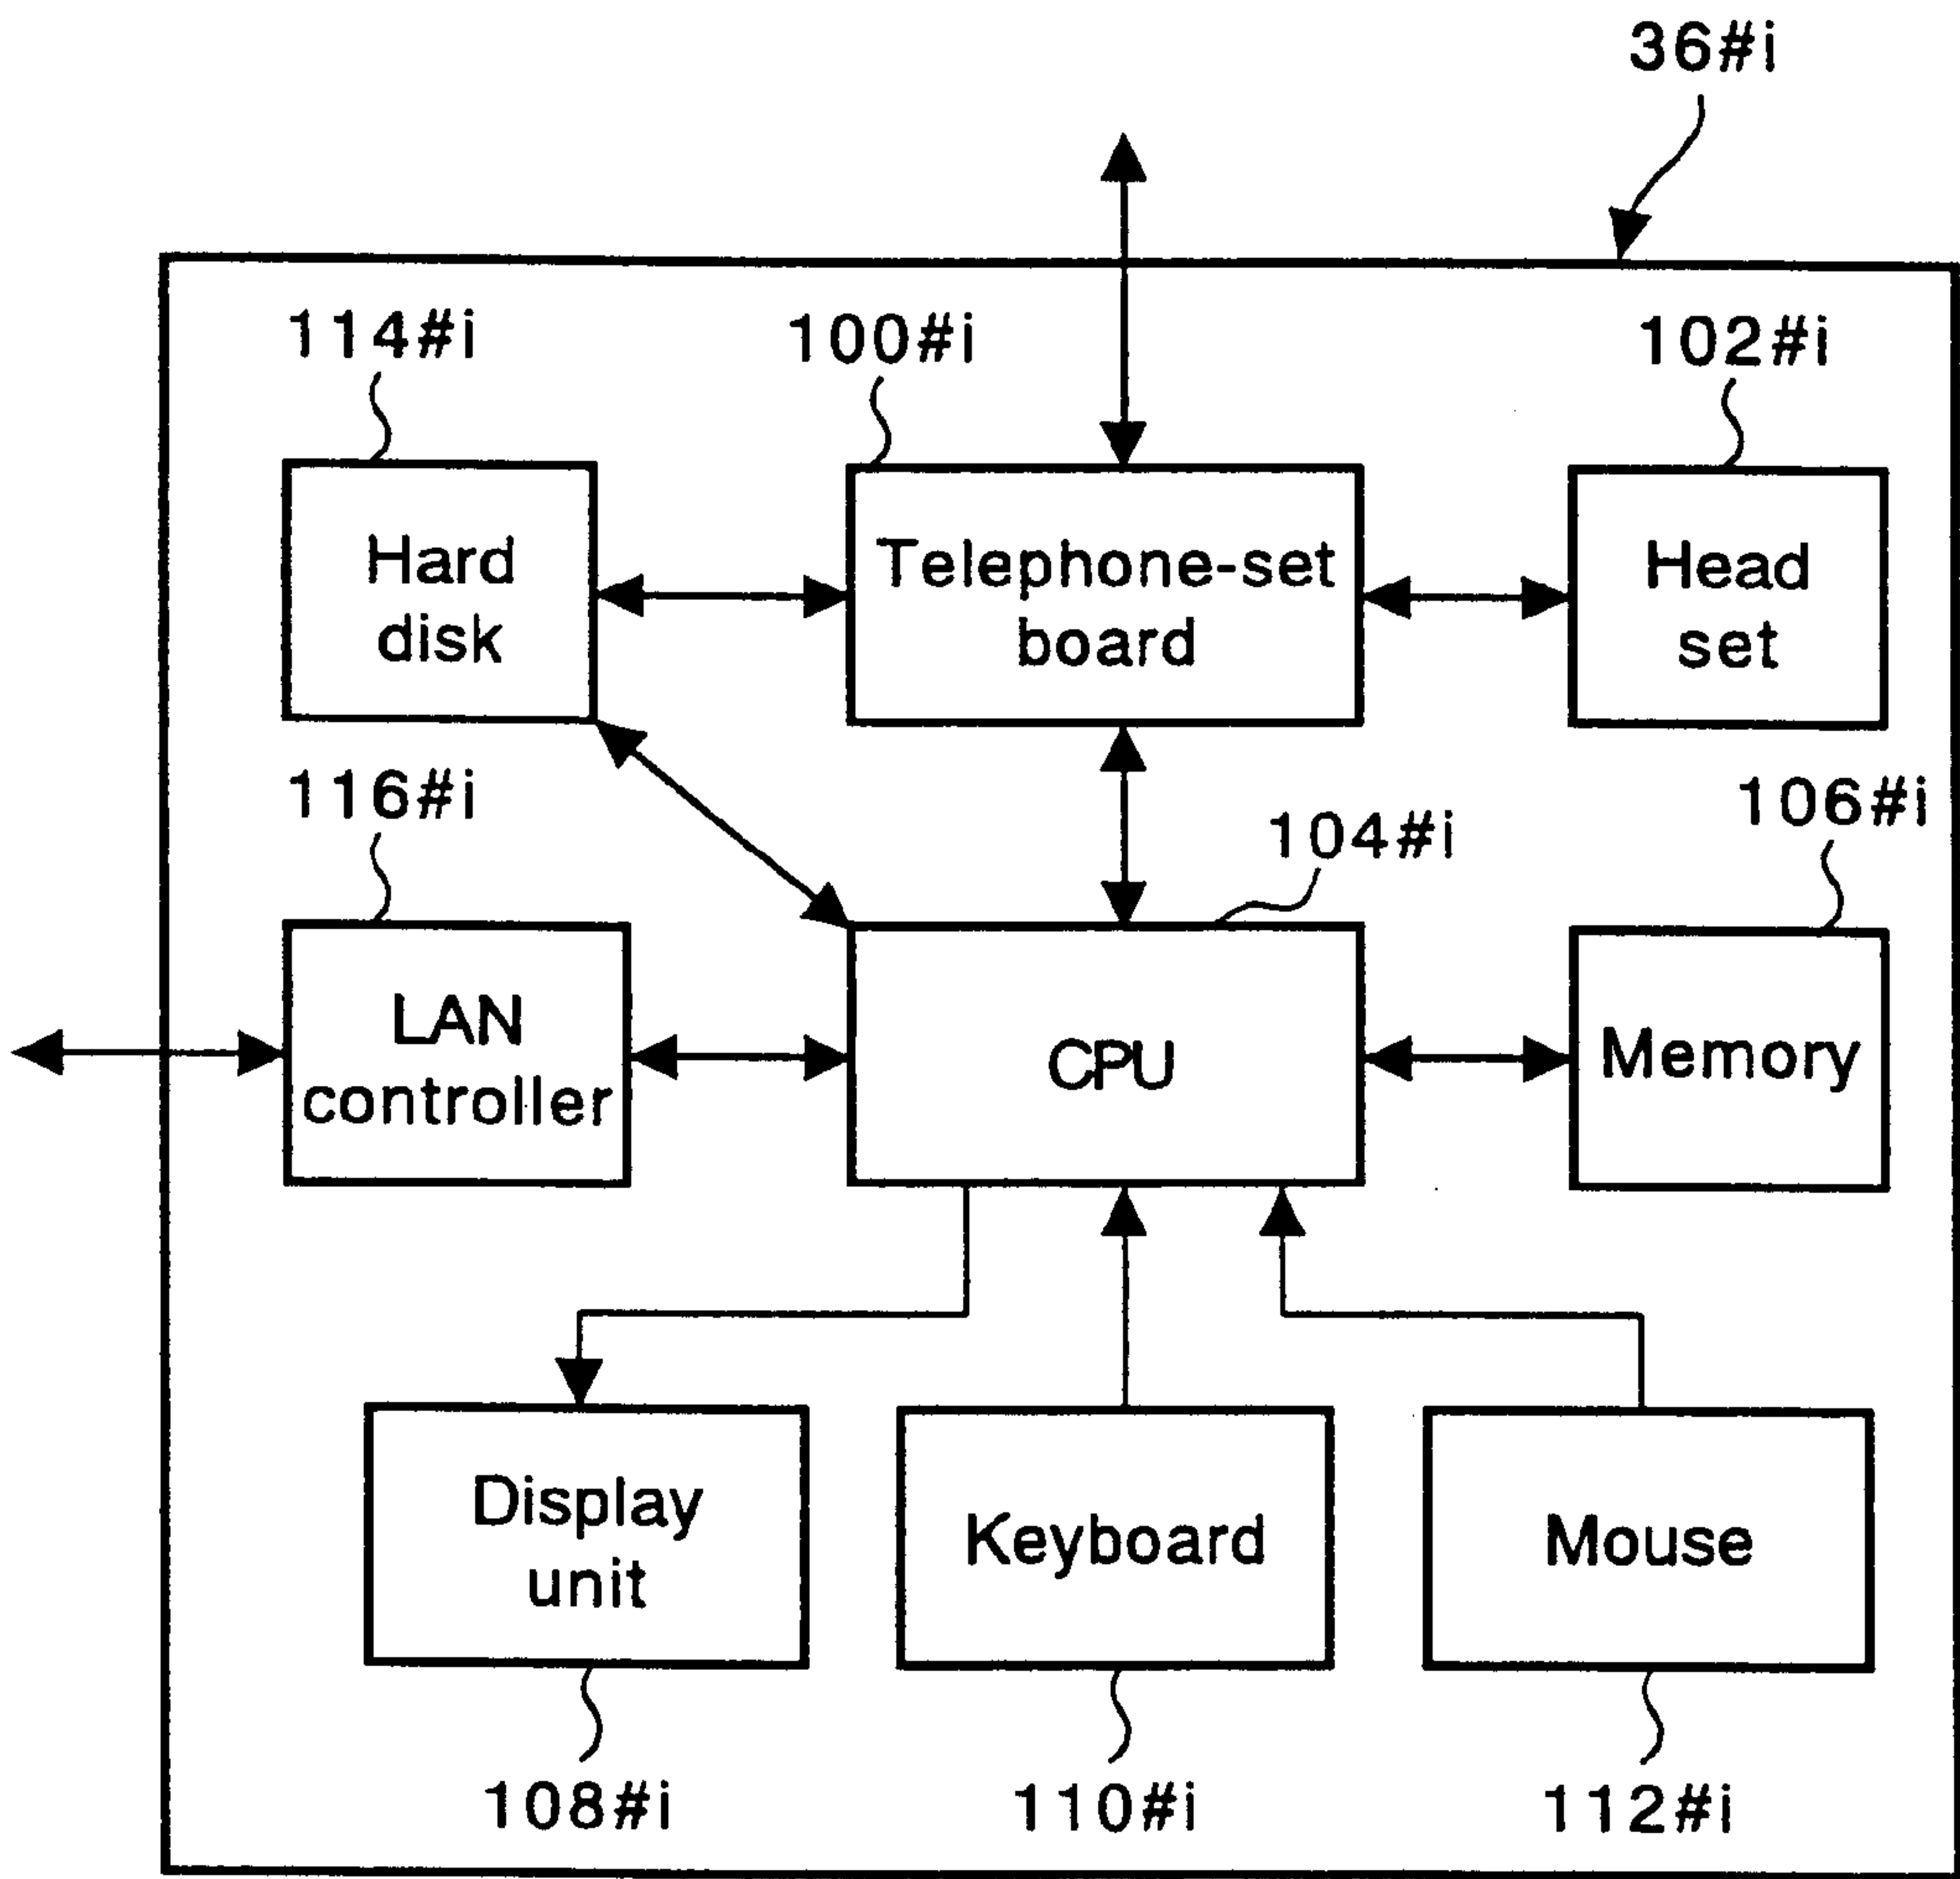 36#i
114#i
100#i
102#i
Hard
disk
Telephone-set
board
Head
set
116#i
104#i
106#i
LAN
controller
CPU
Memory
Display
unit
Keyboard
Mouse
108#i
110#i
112#i